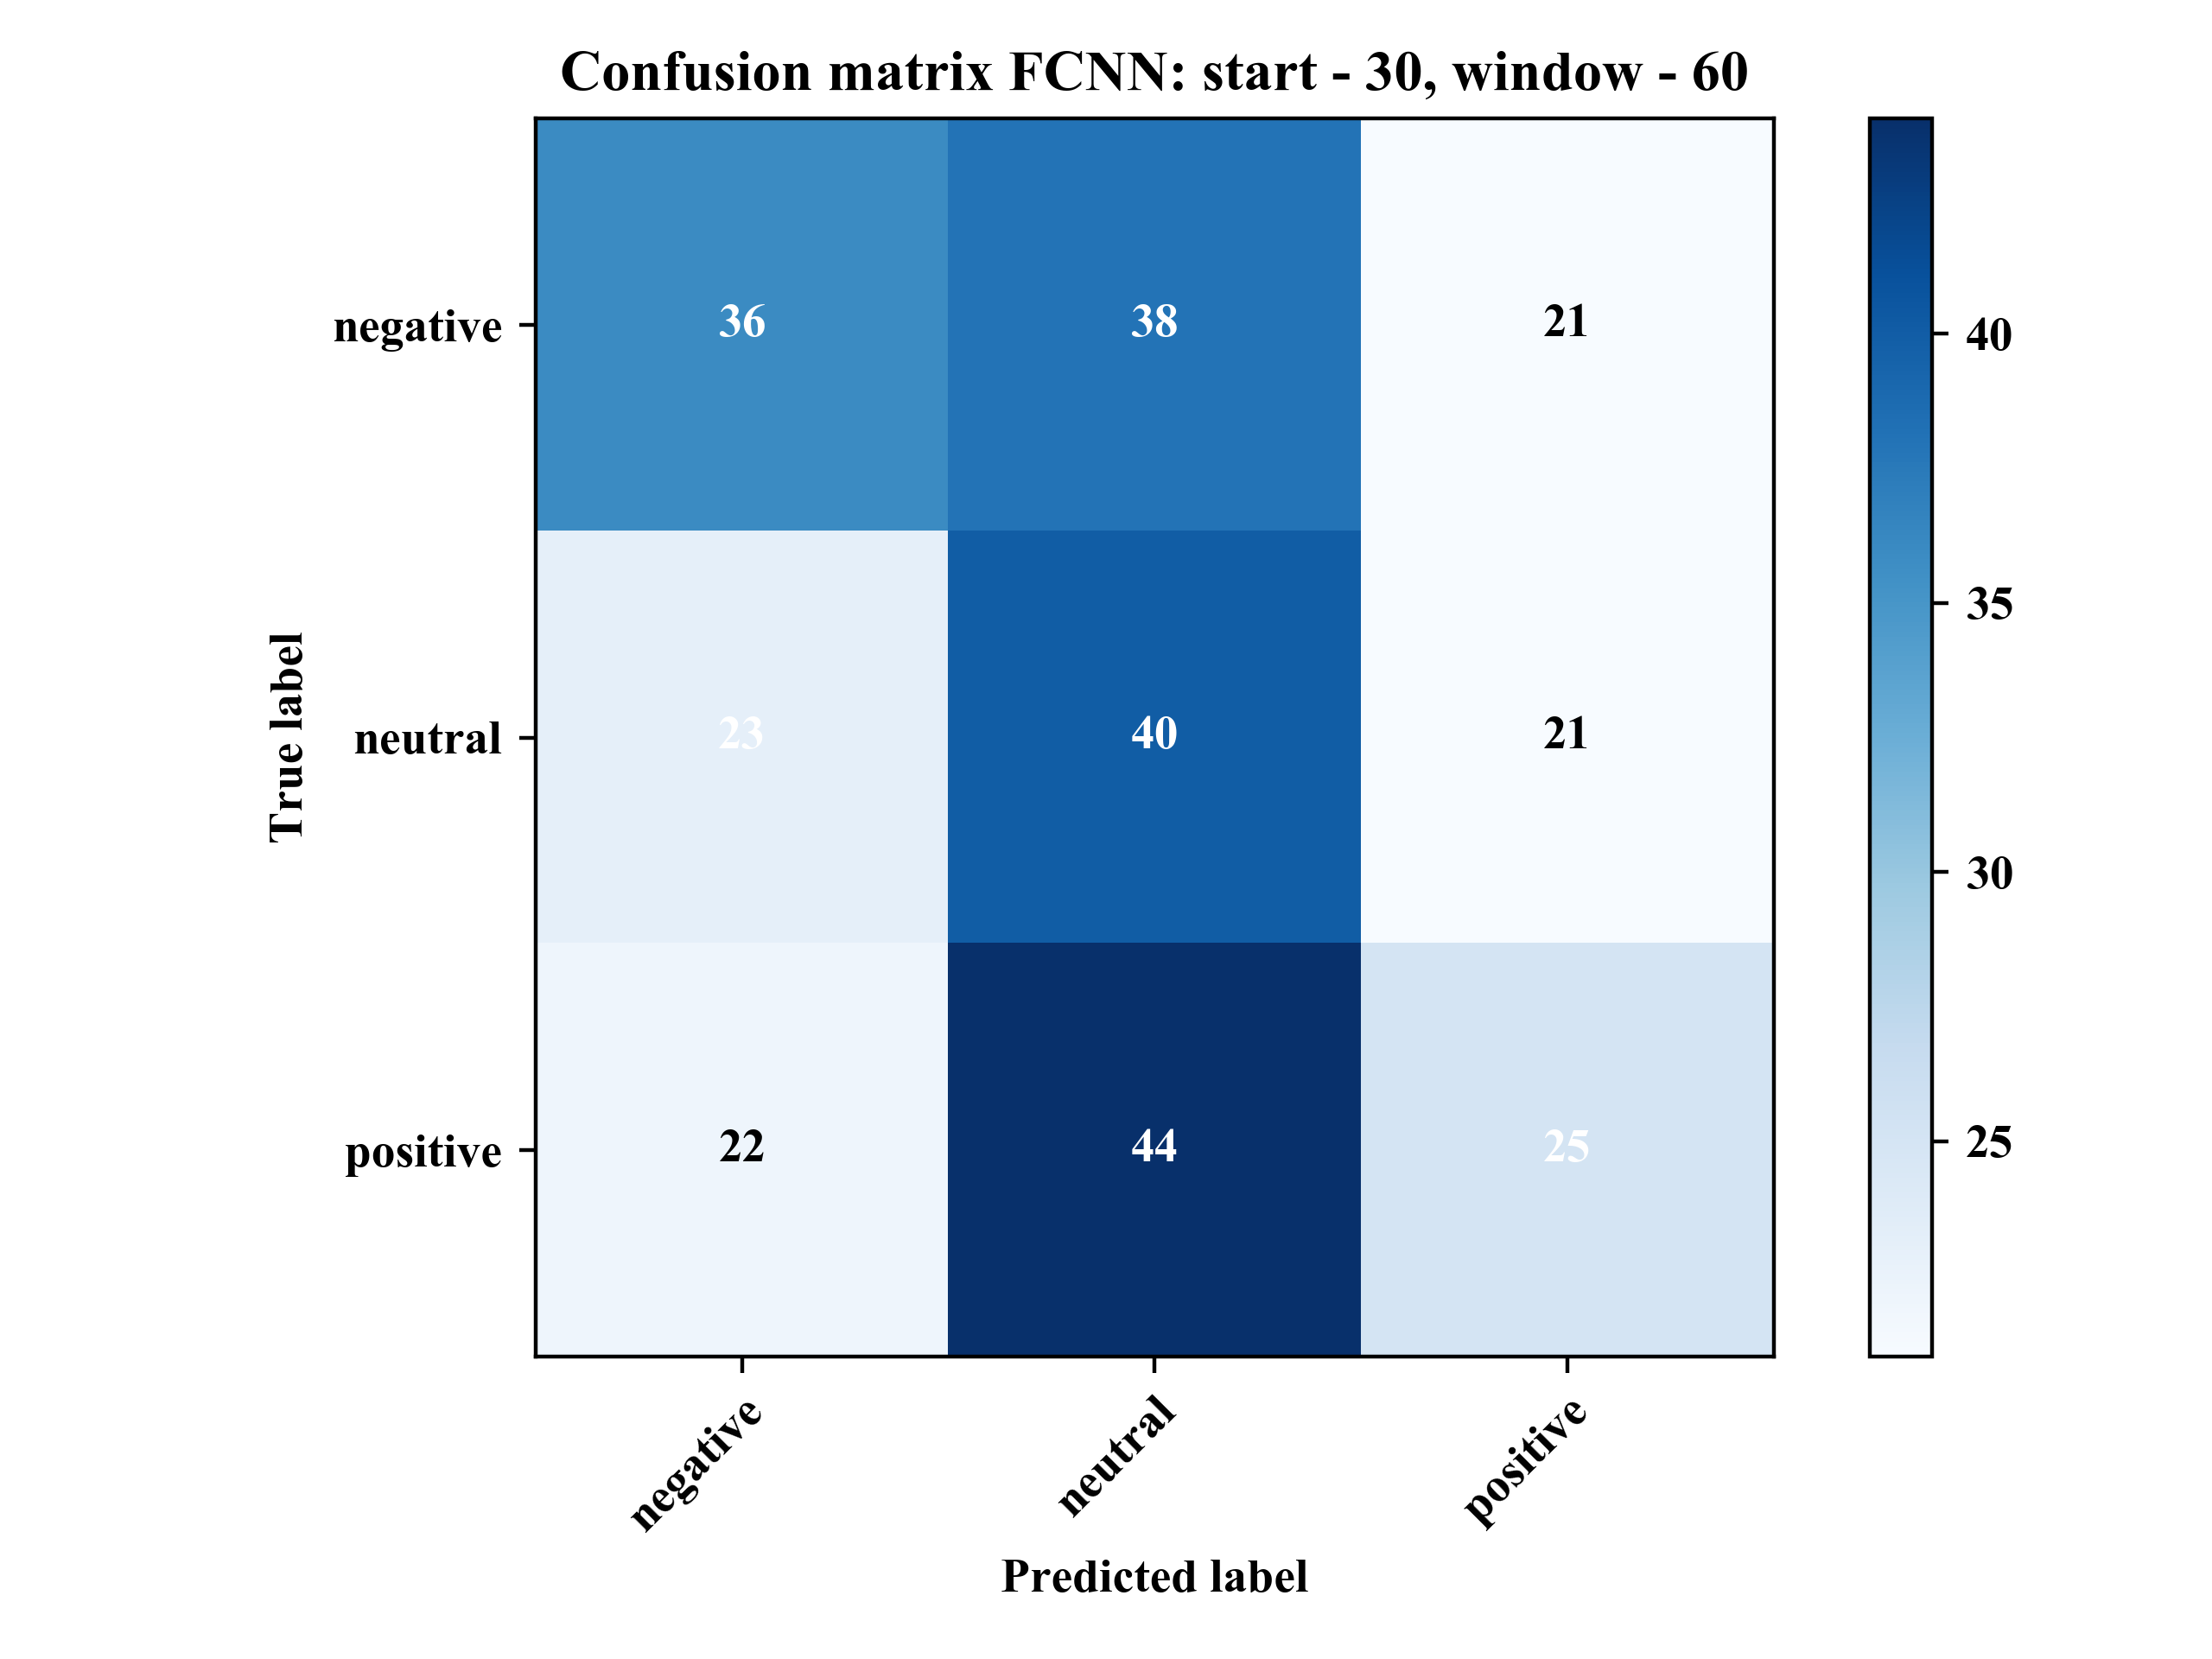 Confusion matrix FCNN: start - 30, window - 60
True label
negative
36
38
21
neutral
23
40
21
positive
22
44
25
negative
neutral
positive
Predicted label
40
35
30
25